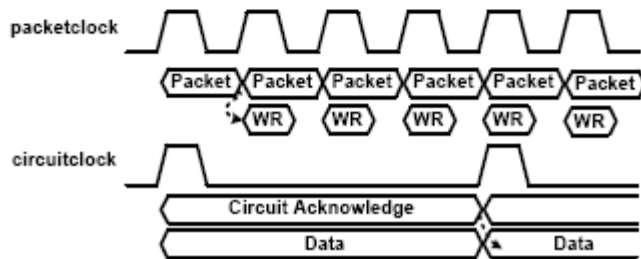 packetclock
Packet Packet Packet Packet Packet Packet
WR WR WR WR WR
circuitclock
Circuit Acknowledge
Data Data